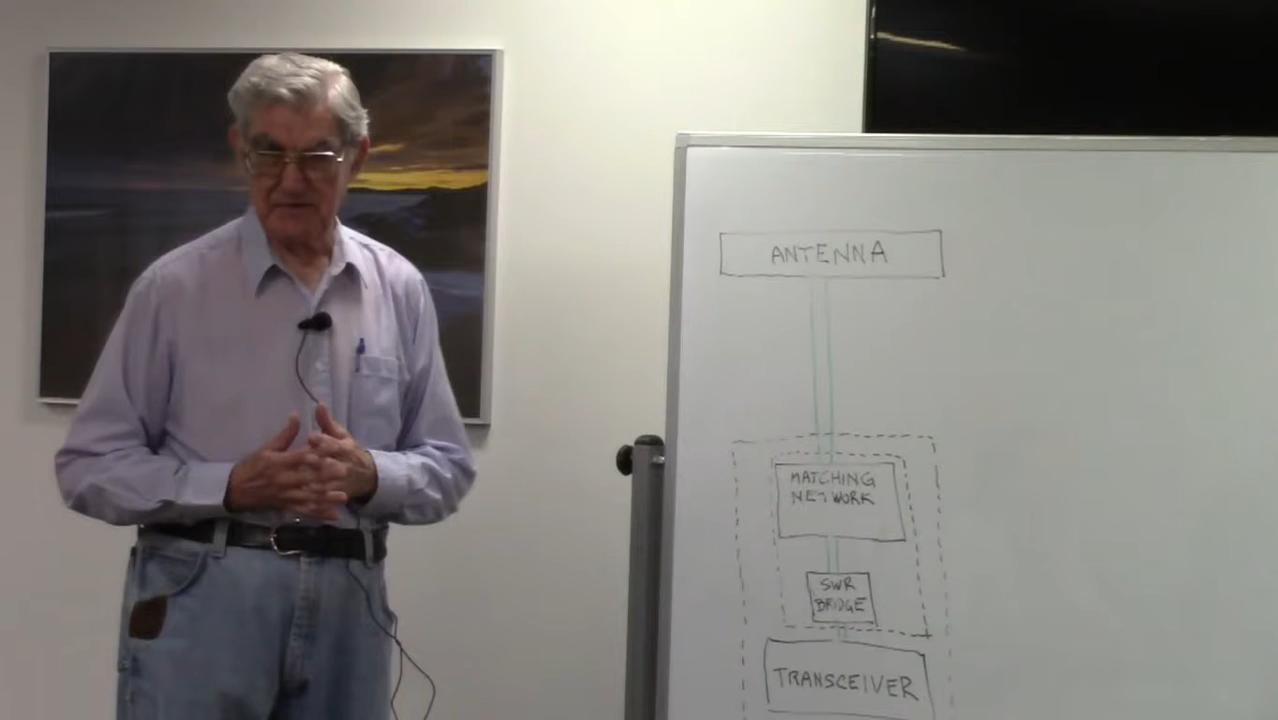 ANTENNA
MATCHING
NETWORK
SWR
BRIDGE
TRANSCEIVER